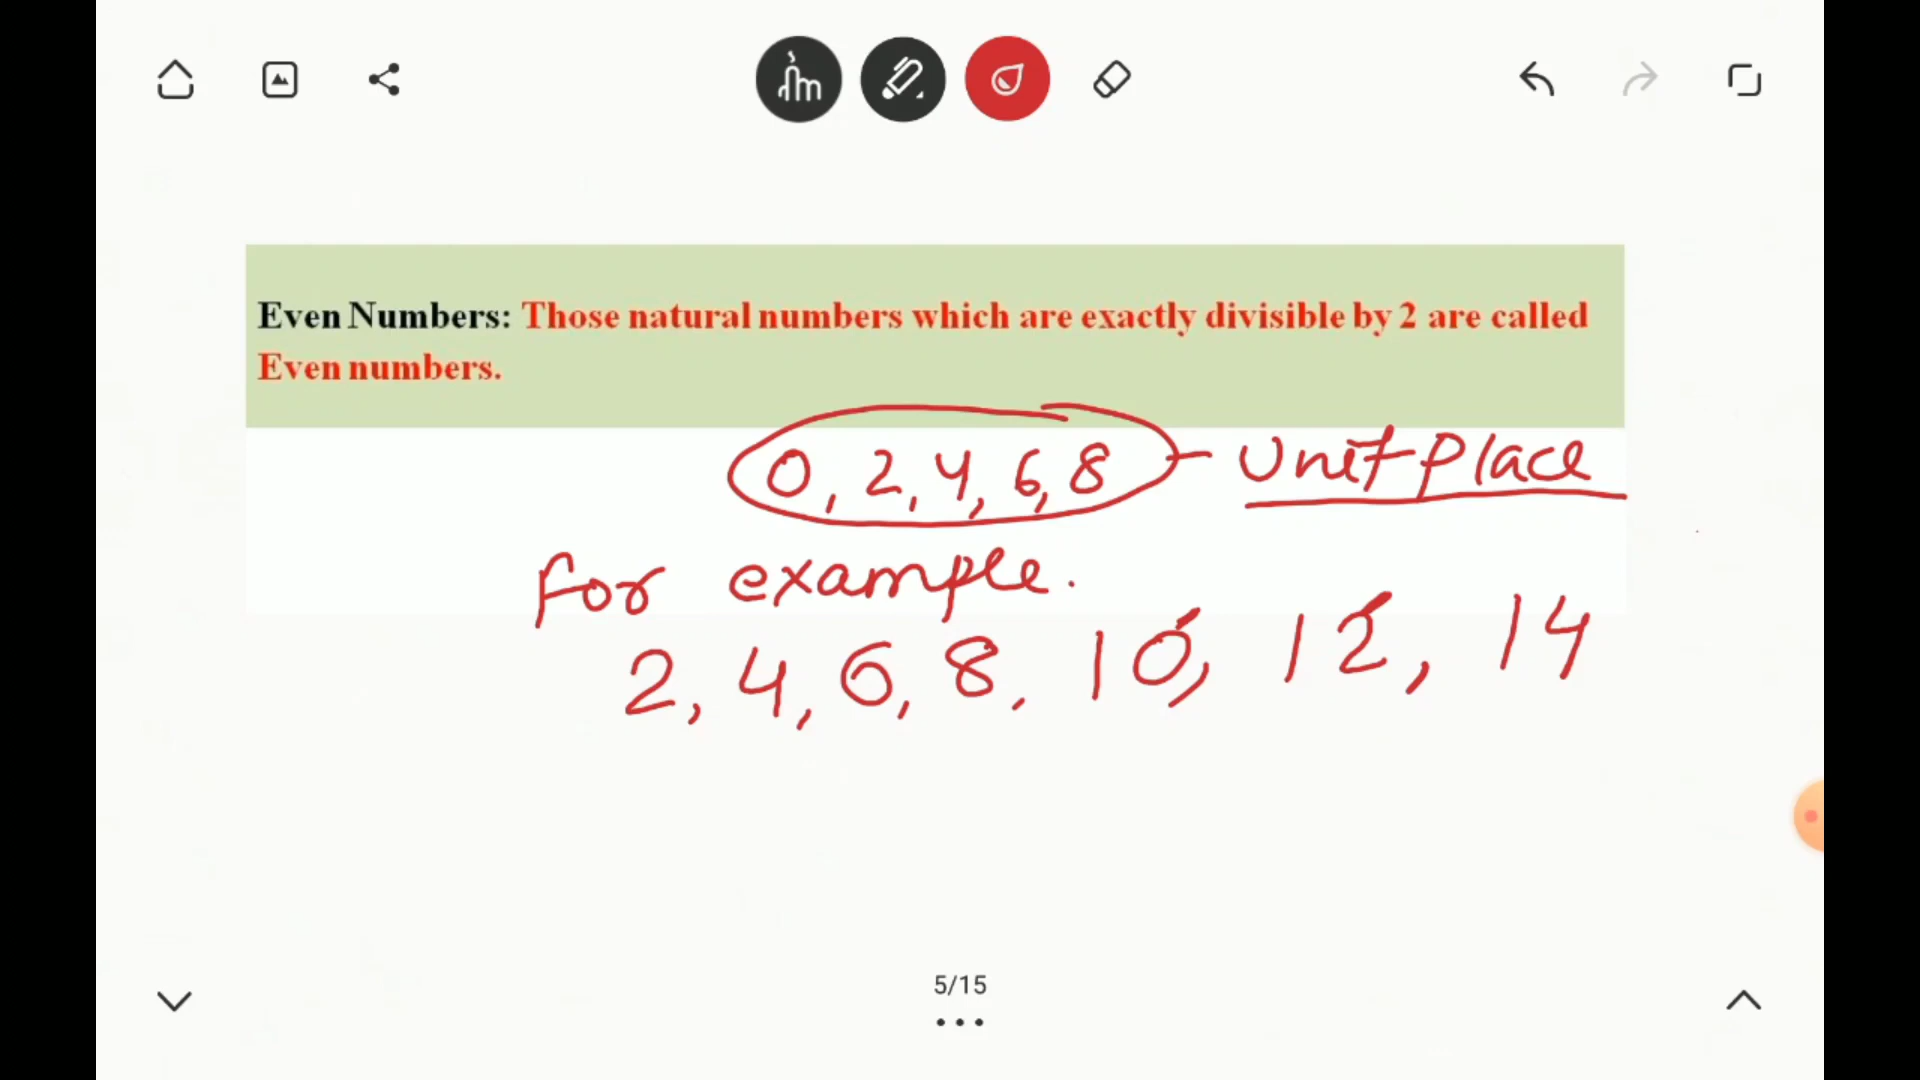 Even Numbers: Those natural numbers which are exactly divisible by 2 are called
Even numbers.
0, 2, 4, 6, 8 - unit place
For example.
2, 4, 6, 8, 10, 12, 14
5/15